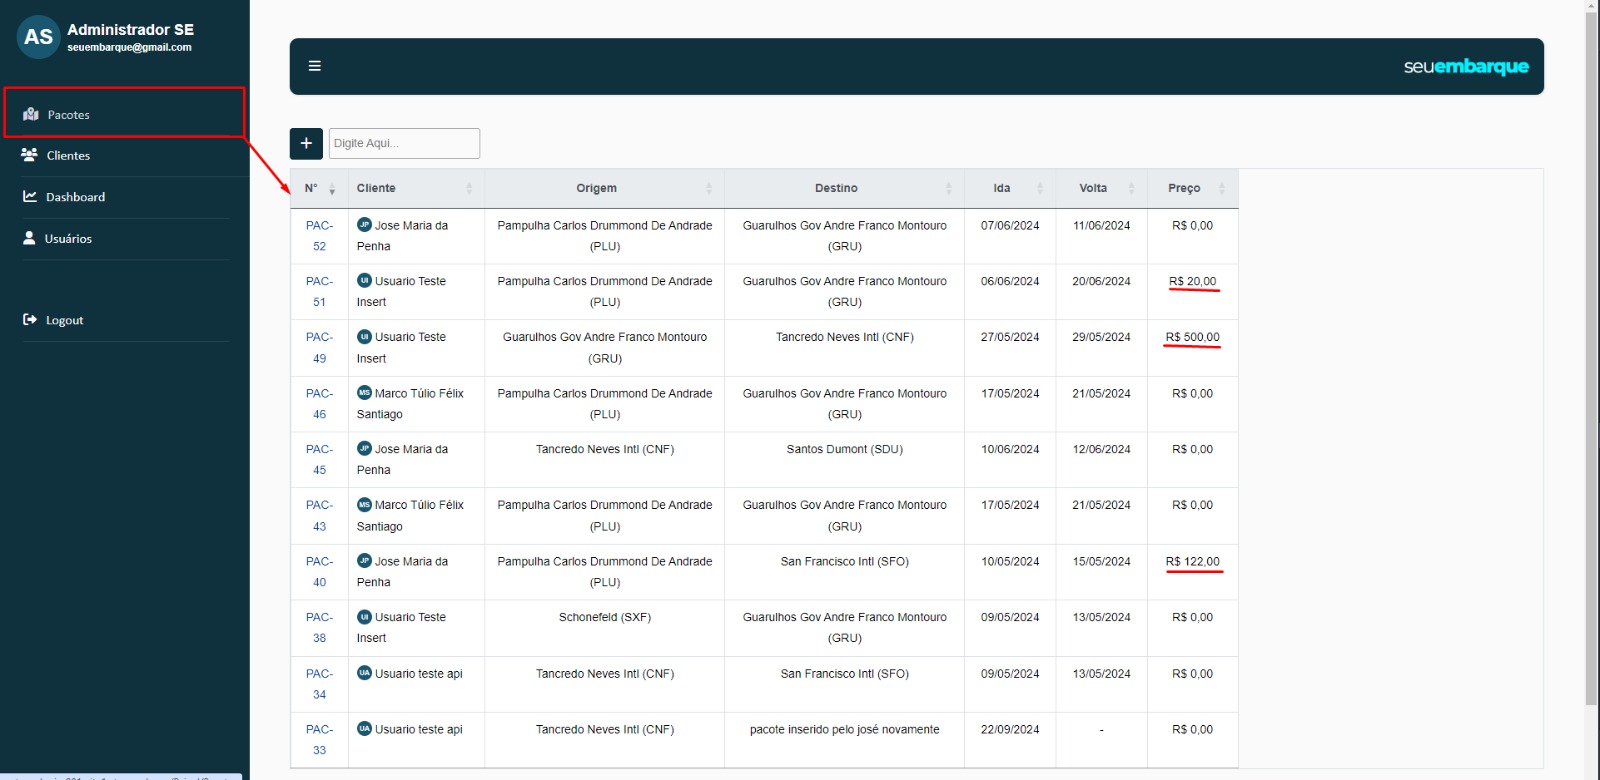 AS
Administrador SE
seuembarque@gmail.com
Pacotes
Clientes
Dashboard
Usuários
Logout
seuembarque
+
Digite Aqui...
N° Cliente Origem Destino Ida Volta Preço
PAC-52 JP Jose Maria da Penha Pampulha Carlos Drummond De Andrade (PLU) Guarulhos Gov Andre Franco Montouro (GRU) 07/06/2024 11/06/2024 R$ 0,00
PAC-51 UI Usuario Teste Insert Pampulha Carlos Drummond De Andrade (PLU) Guarulhos Gov Andre Franco Montouro (GRU) 06/06/2024 20/06/2024 R$ 20,00
PAC-49 UI Usuario Teste Insert Guarulhos Gov Andre Franco Montouro (GRU) Tancredo Neves Intl (CNF) 27/05/2024 29/05/2024 R$ 500,00
PAC-46 MS Marco Túlio Félix Santiago Pampulha Carlos Drummond De Andrade (PLU) Guarulhos Gov Andre Franco Montouro (GRU) 17/05/2024 21/05/2024 R$ 0,00
PAC-45 JP Jose Maria da Penha Tancredo Neves Intl (CNF) Santos Dumont (SDU) 10/06/2024 12/06/2024 R$ 0,00
PAC-43 MS Marco Túlio Félix Santiago Pampulha Carlos Drummond De Andrade (PLU) Guarulhos Gov Andre Franco Montouro (GRU) 17/05/2024 21/05/2024 R$ 0,00
PAC-40 JP Jose Maria da Penha Pampulha Carlos Drummond De Andrade (PLU) San Francisco Intl (SFO) 10/05/2024 15/05/2024 R$ 122,00
PAC-38 UI Usuario Teste Insert Schonefeld (SXF) Guarulhos Gov Andre Franco Montouro (GRU) 09/05/2024 13/05/2024 R$ 0,00
PAC-34 UA Usuario teste api Tancredo Neves Intl (CNF) San Francisco Intl (SFO) 09/05/2024 13/05/2024 R$ 0,00
PAC-33 UA Usuario teste api Tancredo Neves Intl (CNF) pacote inserido pelo josé novamente 22/09/2024 - R$ 0,00